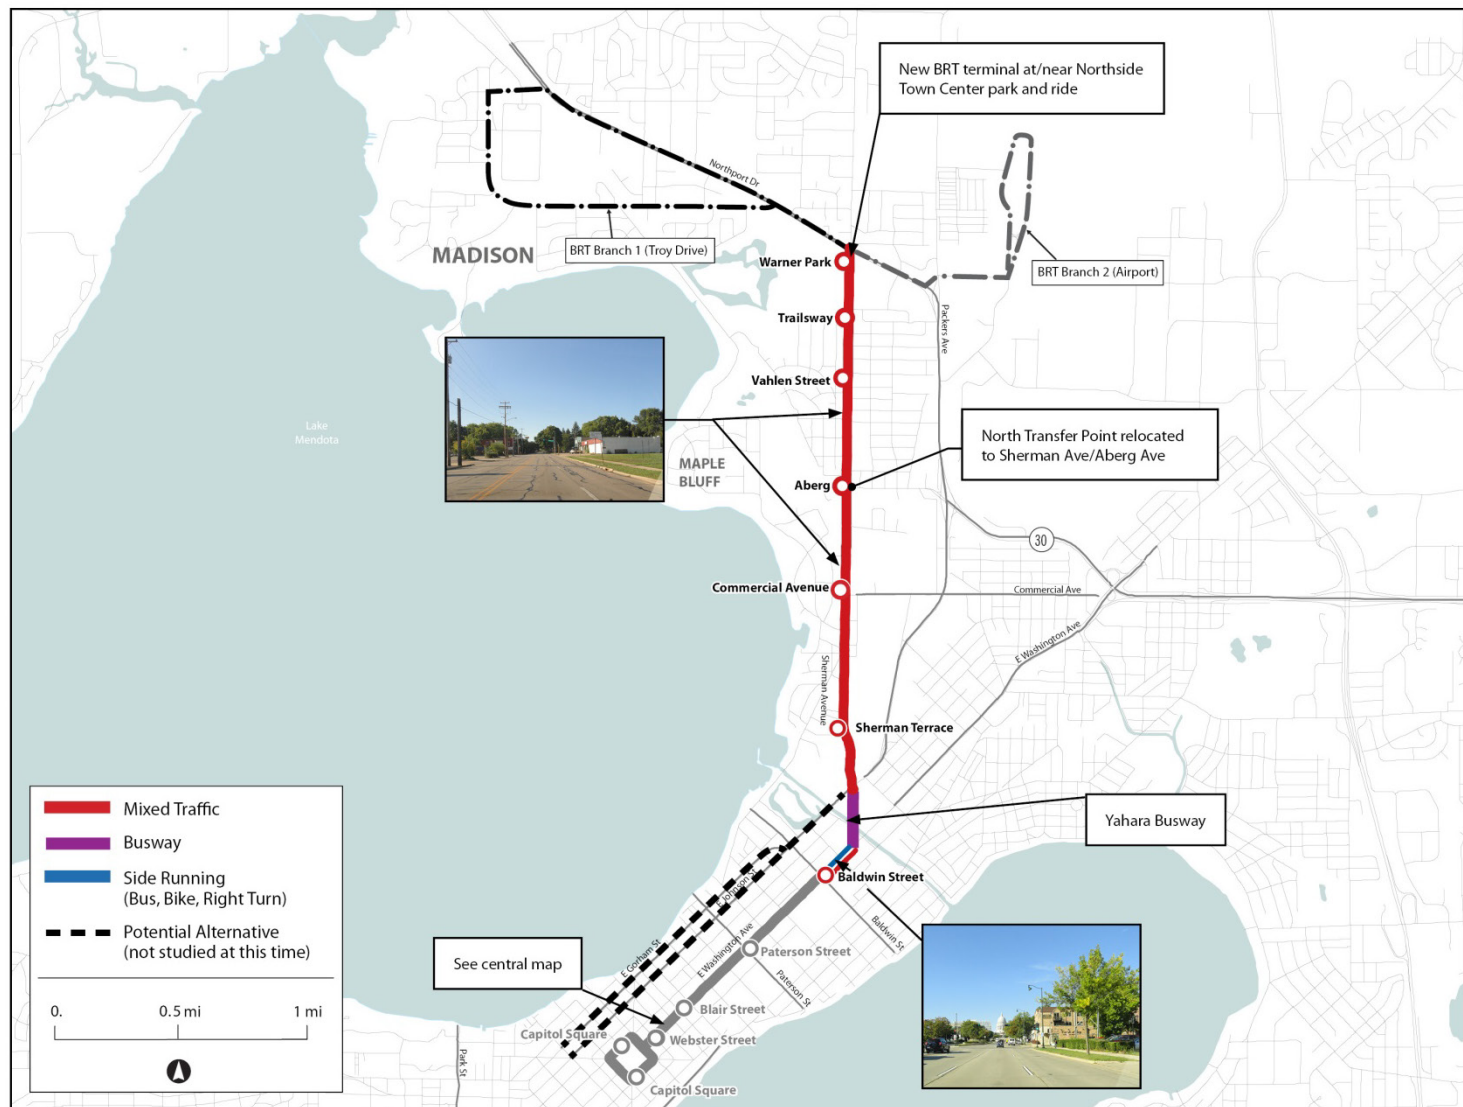 New BRT terminal at/near Northside
Town Center park and ride
Northport Dr
BRT Branch 1 (Troy Drive)
MADISON
Warner Park
BRT Branch 2 (Airport)
Trailsway
Packers Ave
Vahlen Street
Lake
Mendota
MAPLE
BLUFF
North Transfer Point relocated
to Sherman Ave/Aberg Ave
Aberg
30
Commercial Avenue
Commercial Ave
E Washington Ave
Sherman Avenue
Sherman Terrace
Yahara Busway
Mixed Traffic
Busway
Side Running
(Bus, Bike, Right Turn)
Potential Alternative
(not studied at this time)
0.
0.5 mi
1 mi
Baldwin Street
E Johnson St
Baldwin St
E Gorham St
E Washington Ave
Paterson Street
Paterson St
See central map
Blair Street
Capitol Square
Webster Street
Park St
Capitol Square